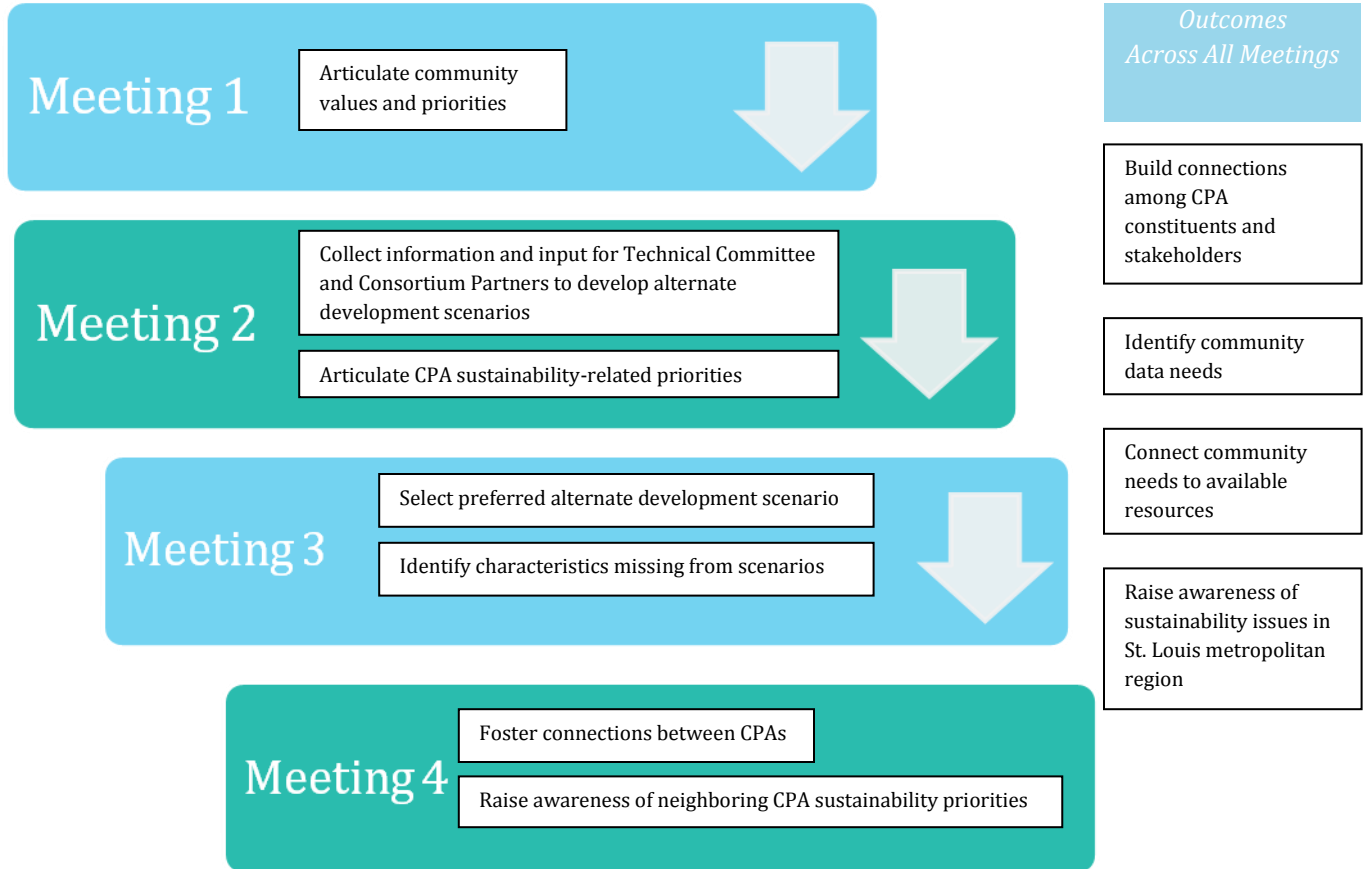 Meeting 1
Articulate community
values and priorities
Meeting 2
Collect information and input for Technical Committee
and Consortium Partners to develop alternate
development scenarios
Articulate CPA sustainability-related priorities
Meeting 3
Select preferred alternate development scenario
Identify characteristics missing from scenarios
Meeting 4
Foster connections between CPAs
Raise awareness of neighboring CPA sustainability priorities
Outcomes
Across All Meetings
Build connections
among CPA
constituents and
stakeholders
Identify community
data needs
Connect community
needs to available
resources
Raise awareness of
sustainability issues in
St. Louis metropolitan
region